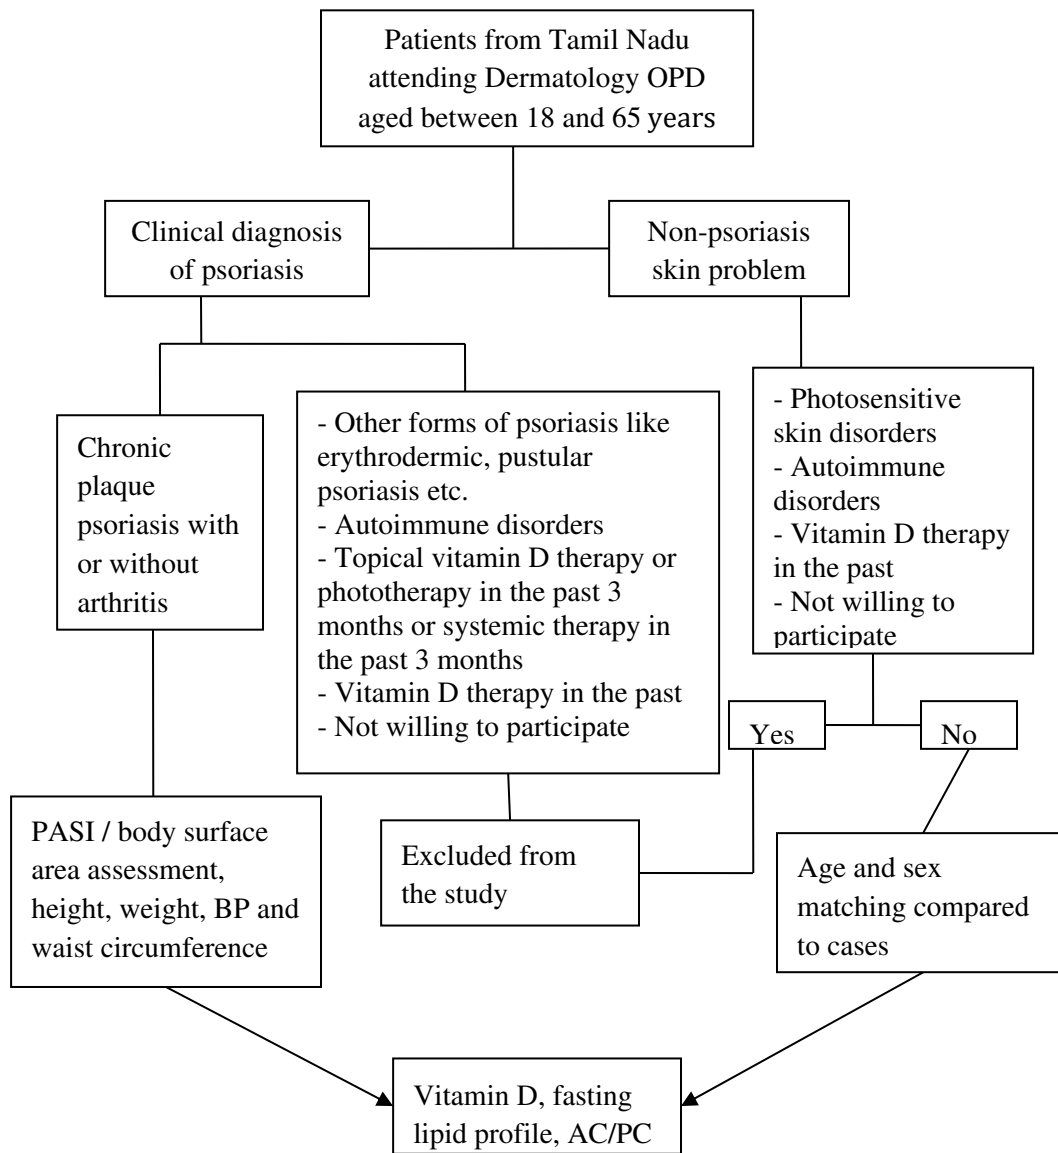 Patients from Tamil Nadu
attending Dermatology OPD
aged between 18 and 65 years
Clinical diagnosis
of psoriasis
Non-psoriasis
skin problem
Chronic
plaque
psoriasis with
or without
arthritis
- Other forms of psoriasis like
erythrodermic, pustular
psoriasis etc.
- Autoimmune disorders
- Topical vitamin D therapy or
phototherapy in the past 3
months or systemic therapy in
the past 3 months
- Vitamin D therapy in the past
- Not willing to participate
- Photosensitive
skin disorders
- Autoimmune
disorders
- Vitamin D therapy
in the past
- Not willing to
participate
Yes
No
PASI / body surface
area assessment,
height, weight, BP and
waist circumference
Excluded from
the study
Age and sex
matching compared
to cases
Vitamin D, fasting
lipid profile, AC/PC